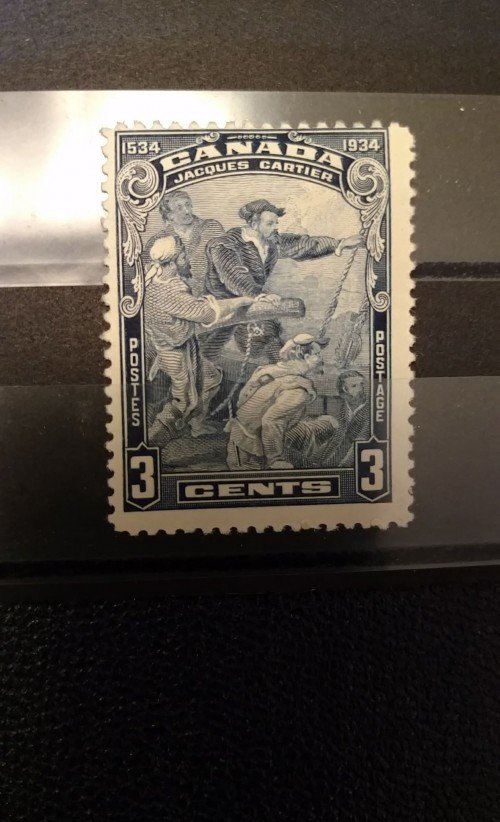 1534 CANADA 1934
JACQUES CARTIER
POSTES
POSTAGE
3 CENTS 3